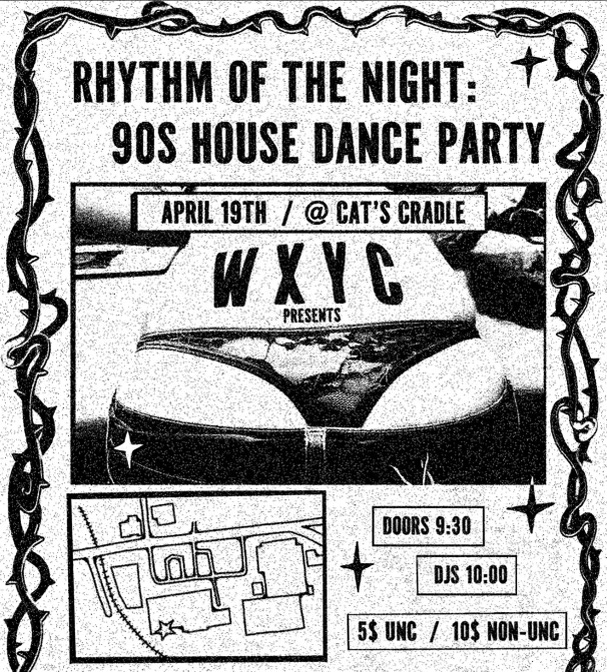 RHYTHM OF THE NIGHT:
90S HOUSE DANCE PARTY
APRIL 19TH / @ CAT'S CRADLE
WXYC
PRESENTS
DOORS 9:30
DJS 10:00
5$ UNC / 10$ NON-UNC